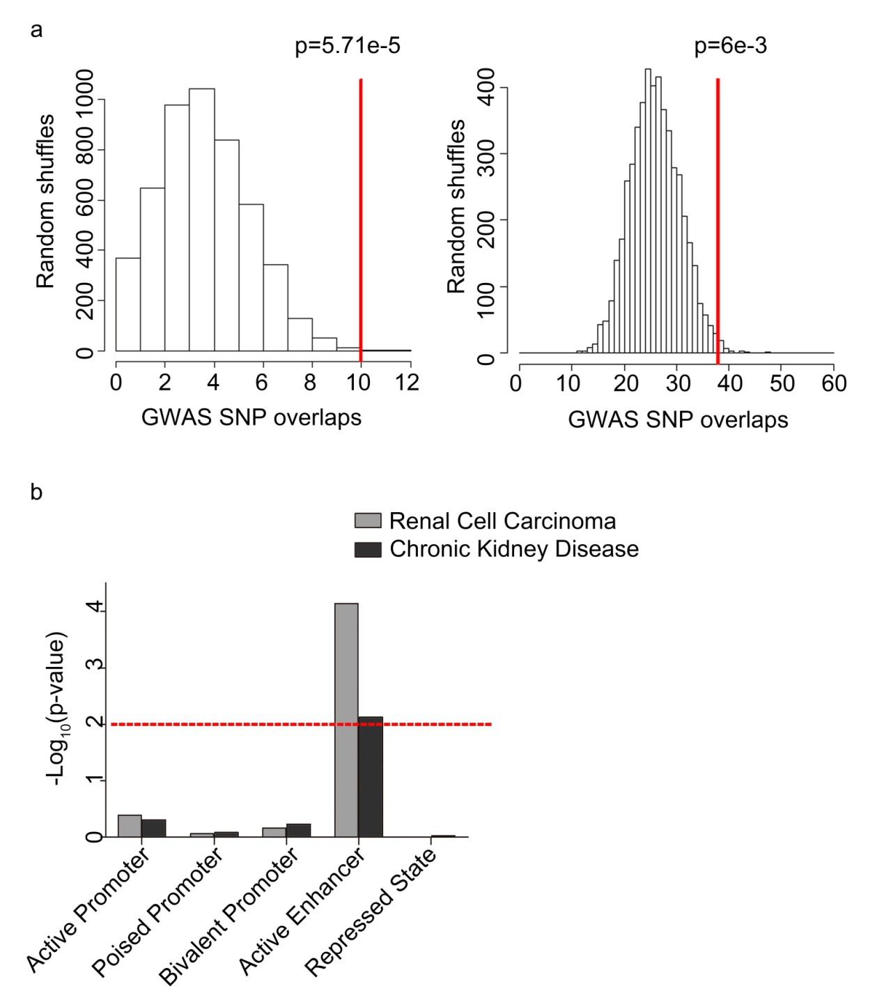 a
p=5.71e-5
p=6e-3
Random shuffles
0
200
400
600
800
1000
0 2 4 6 8 10 12
GWAS SNP overlaps
Random shuffles
0
100
200
300
400
0 10 20 30 40 50 60
GWAS SNP overlaps
b
Renal Cell Carcinoma
Chronic Kidney Disease
-Log10(p-value)
4
3
2
1
0
Active Promoter
Poised Promoter
Bivalent Promoter
Active Enhancer
Repressed State